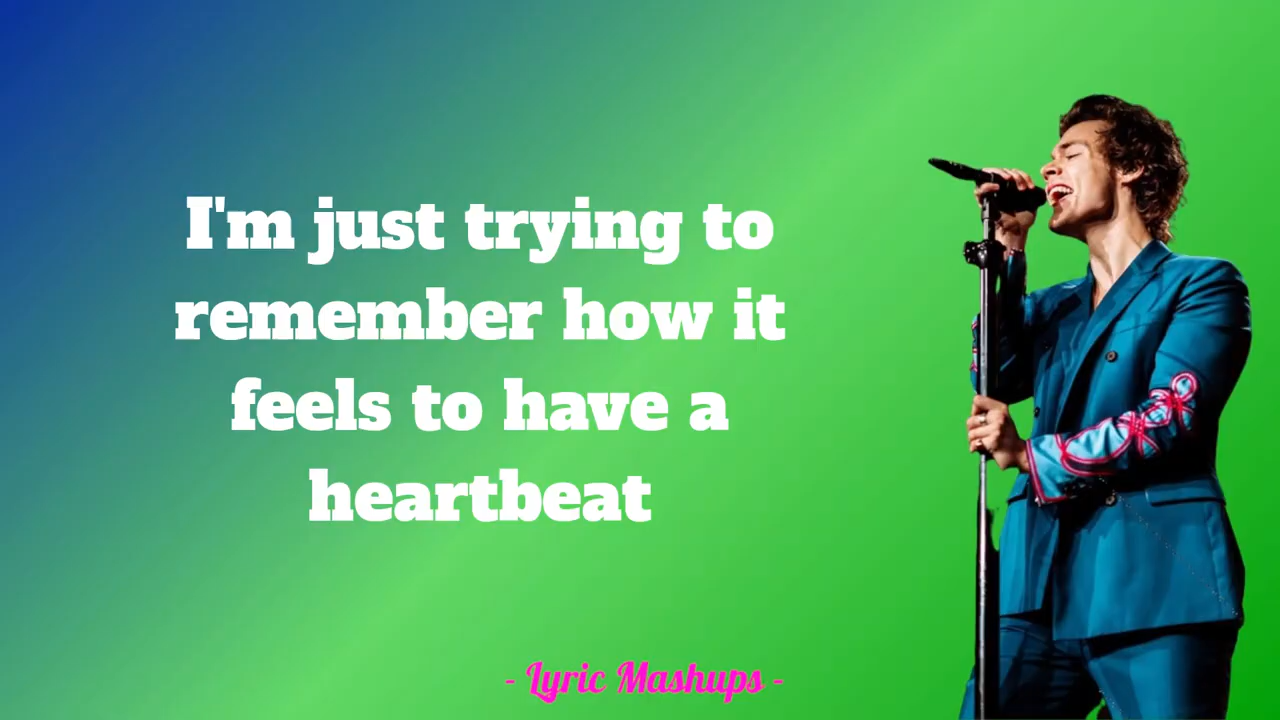 I'm just trying to
remember how it
feels to have a
heartbeat
- Lyric Mashups -